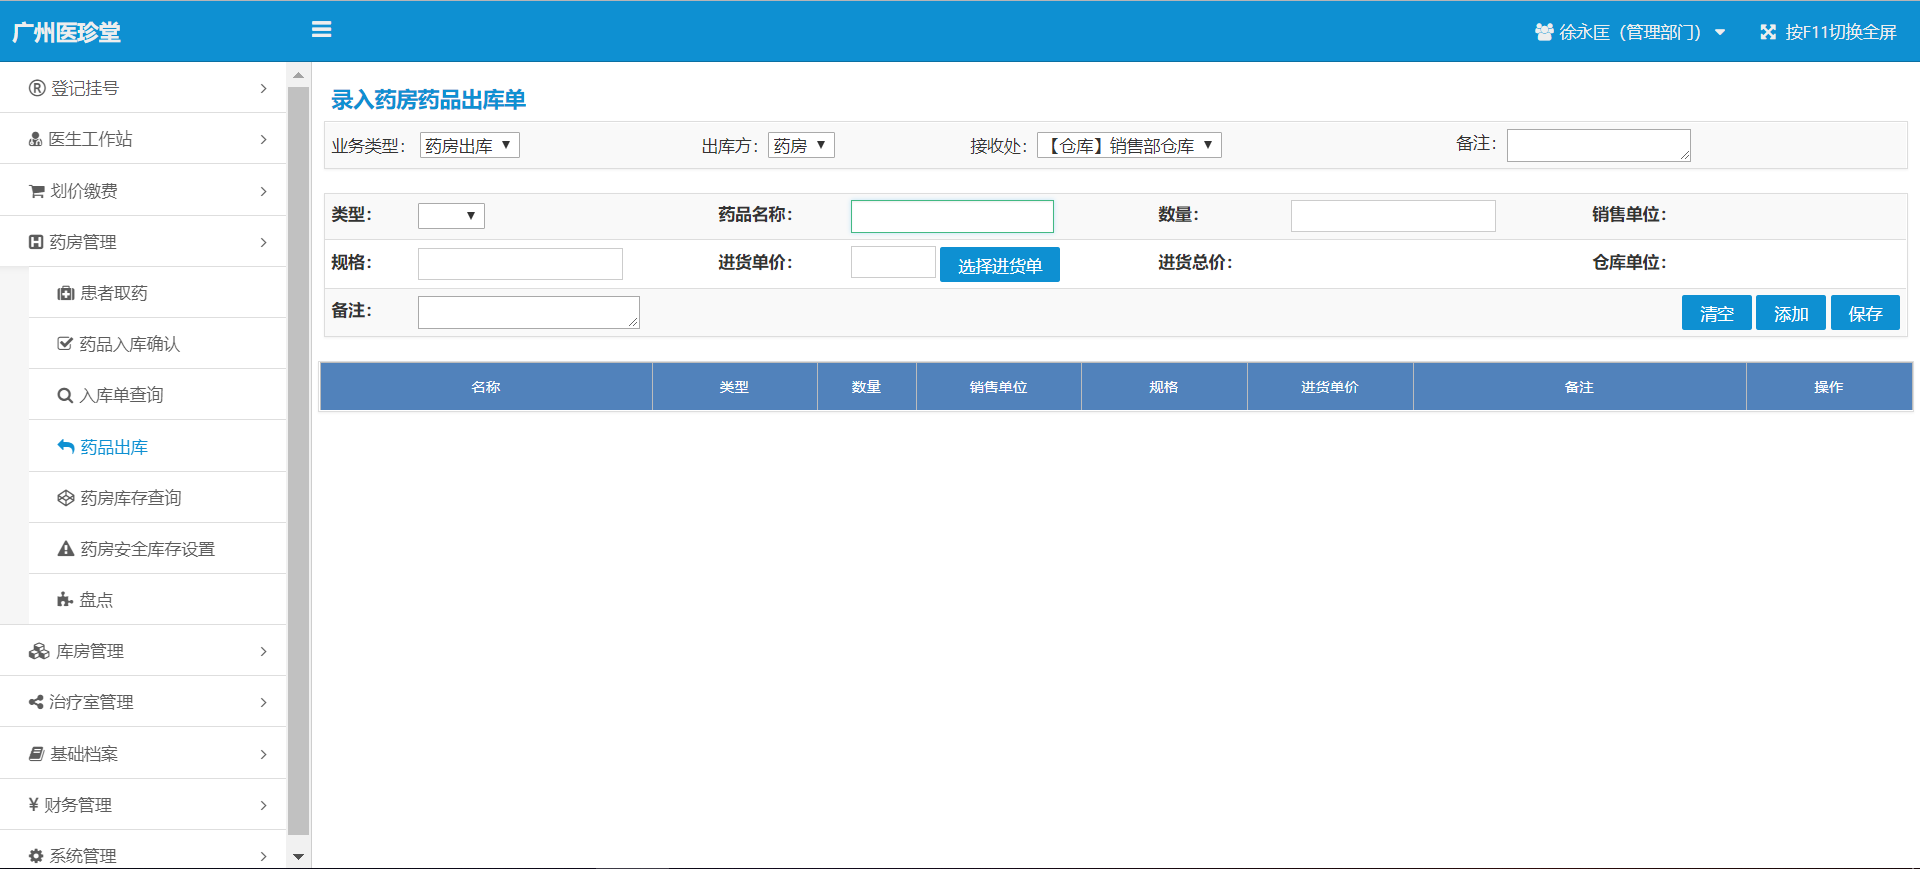 广州医珍堂
徐永匡（管理部门）
按F11切换全屏
登记挂号
医生工作站
划价缴费
药房管理
患者取药
药品入库确认
入库单查询
药品出库
药房库存查询
药房安全库存设置
盘点
库房管理
治疗室管理
基础档案
¥ 财务管理
系统管理
录入药房药品出库单
业务类型： 药房出库 出库方： 药房 接收处： 【仓库】销售部仓库 备注：
类型： 药品名称： 数量： 销售单位：
规格： 进货单价： 选择进货单 进货总价： 仓库单位：
备注： 清空 添加 保存
名称 类型 数量 销售单位 规格 进货单价 备注 操作